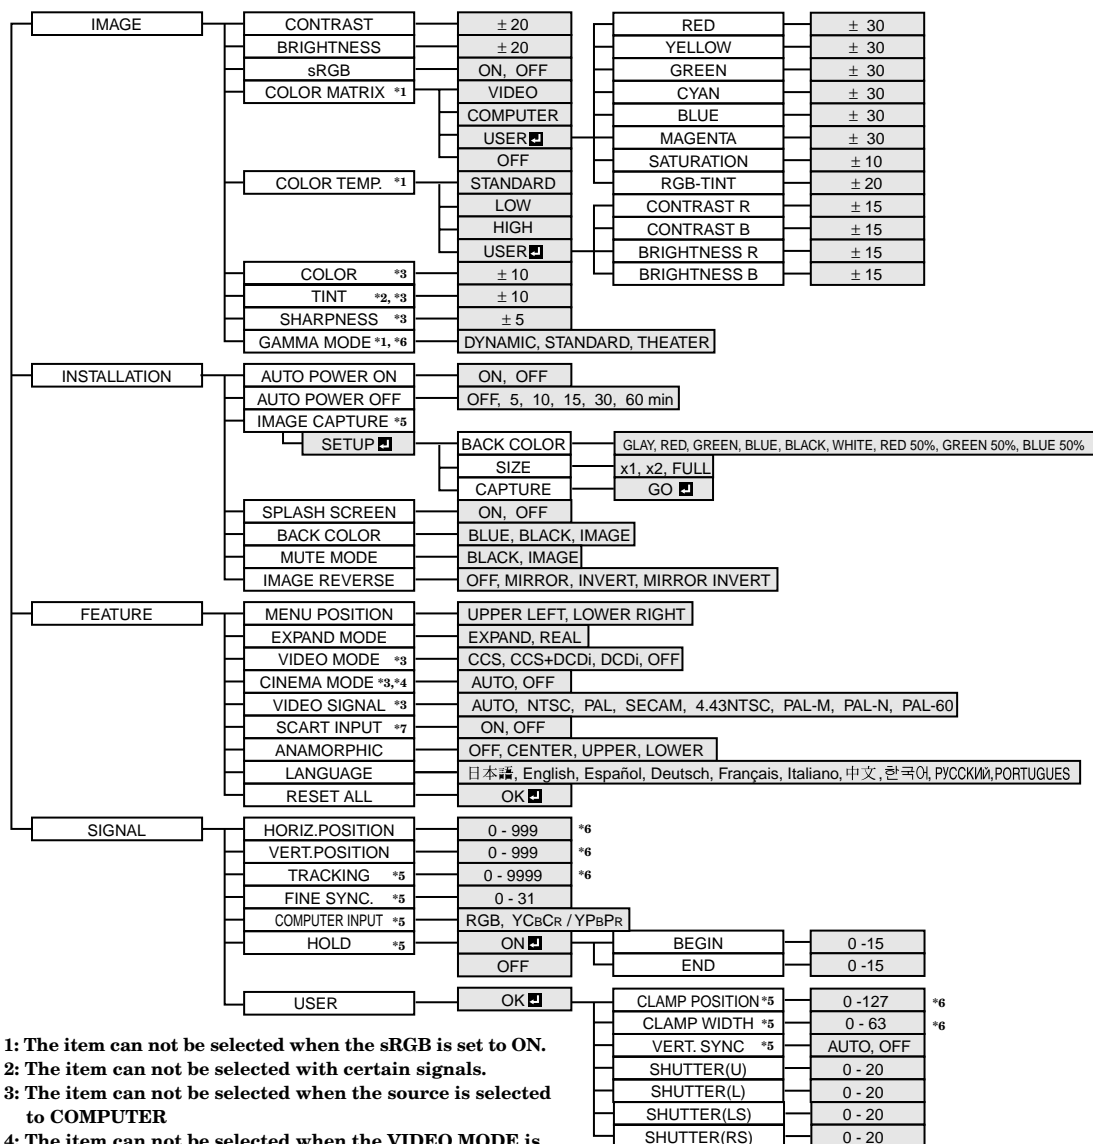 IMAGE CONTRAST ± 20 RED ± 30
BRIGHTNESS ± 20 YELLOW ± 30
sRGB ON, OFF GREEN ± 30
COLOR MATRIX *1 VIDEO CYAN ± 30
COMPUTER BLUE ± 30
USER MAGENTA ± 30
OFF SATURATION ± 10
COLOR TEMP. *1 STANDARD RGB-TINT ± 20
LOW CONTRAST R ± 15
HIGH CONTRAST B ± 15
USER BRIGHTNESS R ± 15
COLOR *3 ± 10 BRIGHTNESS B ± 15
TINT *2, *3 ± 10
SHARPNESS *3 ± 5
GAMMA MODE *1, *6 DYNAMIC, STANDARD, THEATER
INSTALLATION AUTO POWER ON ON, OFF
AUTO POWER OFF OFF, 5, 10, 15, 30, 60 min
IMAGE CAPTURE *5
SETUP BACK COLOR GLAY, RED, GREEN, BLUE, BLACK, WHITE, RED 50%, GREEN 50%, BLUE 50%
SIZE x1, x2, FULL
CAPTURE GO
SPLASH SCREEN ON, OFF
BACK COLOR BLUE, BLACK, IMAGE
MUTE MODE BLACK, IMAGE
IMAGE REVERSE OFF, MIRROR, INVERT, MIRROR INVERT
FEATURE MENU POSITION UPPER LEFT, LOWER RIGHT
EXPAND MODE EXPAND, REAL
VIDEO MODE *3 CCS, CCS+DCDi, DCDi, OFF
CINEMA MODE *3,*4 AUTO, OFF
VIDEO SIGNAL *3 AUTO, NTSC, PAL, SECAM, 4.43NTSC, PAL-M, PAL-N, PAL-60
SCART INPUT *7 ON, OFF
ANAMORPHIC OFF, CENTER, UPPER, LOWER
LANGUAGE 日本語, English, Español, Deutsch, Français, Italiano, 中文, 한국어, РУССКИЙ, PORTUGUES
RESET ALL OK
SIGNAL HORIZ.POSITION 0 - 999 *6
VERT.POSITION 0 - 999 *6
TRACKING *5 0 - 9999 *6
FINE SYNC. *5 0 - 31
COMPUTER INPUT *5 RGB, YCBCR / YPBPR
HOLD *5 ON BEGIN 0 -15
OFF END 0 -15
USER OK CLAMP POSITION *5 0 -127 *6
CLAMP WIDTH *5 0 - 63 *6
VERT. SYNC *5 AUTO, OFF
SHUTTER(U) 0 - 20
SHUTTER(L) 0 - 20
SHUTTER(LS) 0 - 20
SHUTTER(RS) 0 - 20
1: The item can not be selected when the sRGB is set to ON.
2: The item can not be selected with certain signals.
3: The item can not be selected when the source is selected
to COMPUTER
4: The item can not be selected when the VIDEO MODE is